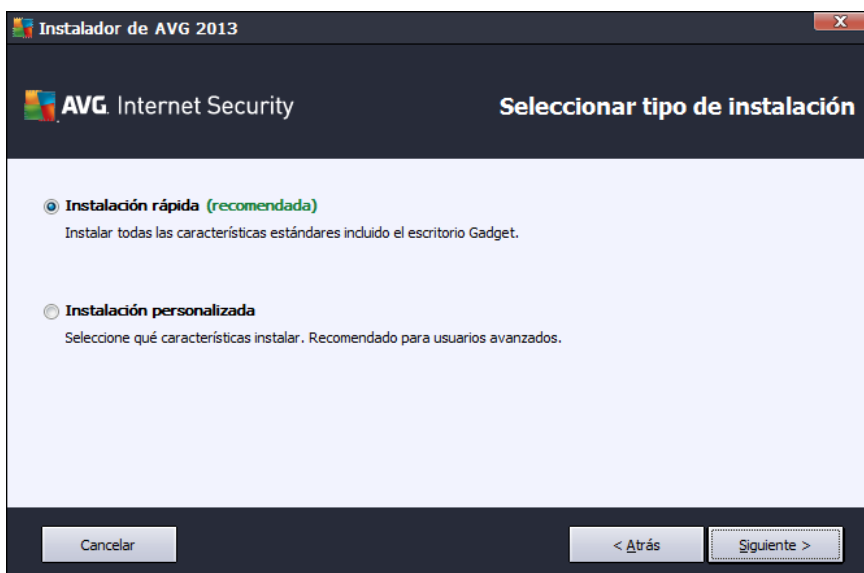 Instalador de AVG 2013
X
AVG. Internet Security
Seleccionar tipo de instalación
Instalación rápida (recomendada)
Instalar todas las características estándares incluido el escritorio Gadget.
Instalación personalizada
Seleccione qué características instalar. Recomendado para usuarios avanzados.
Cancelar
< Atrás
Siguiente >